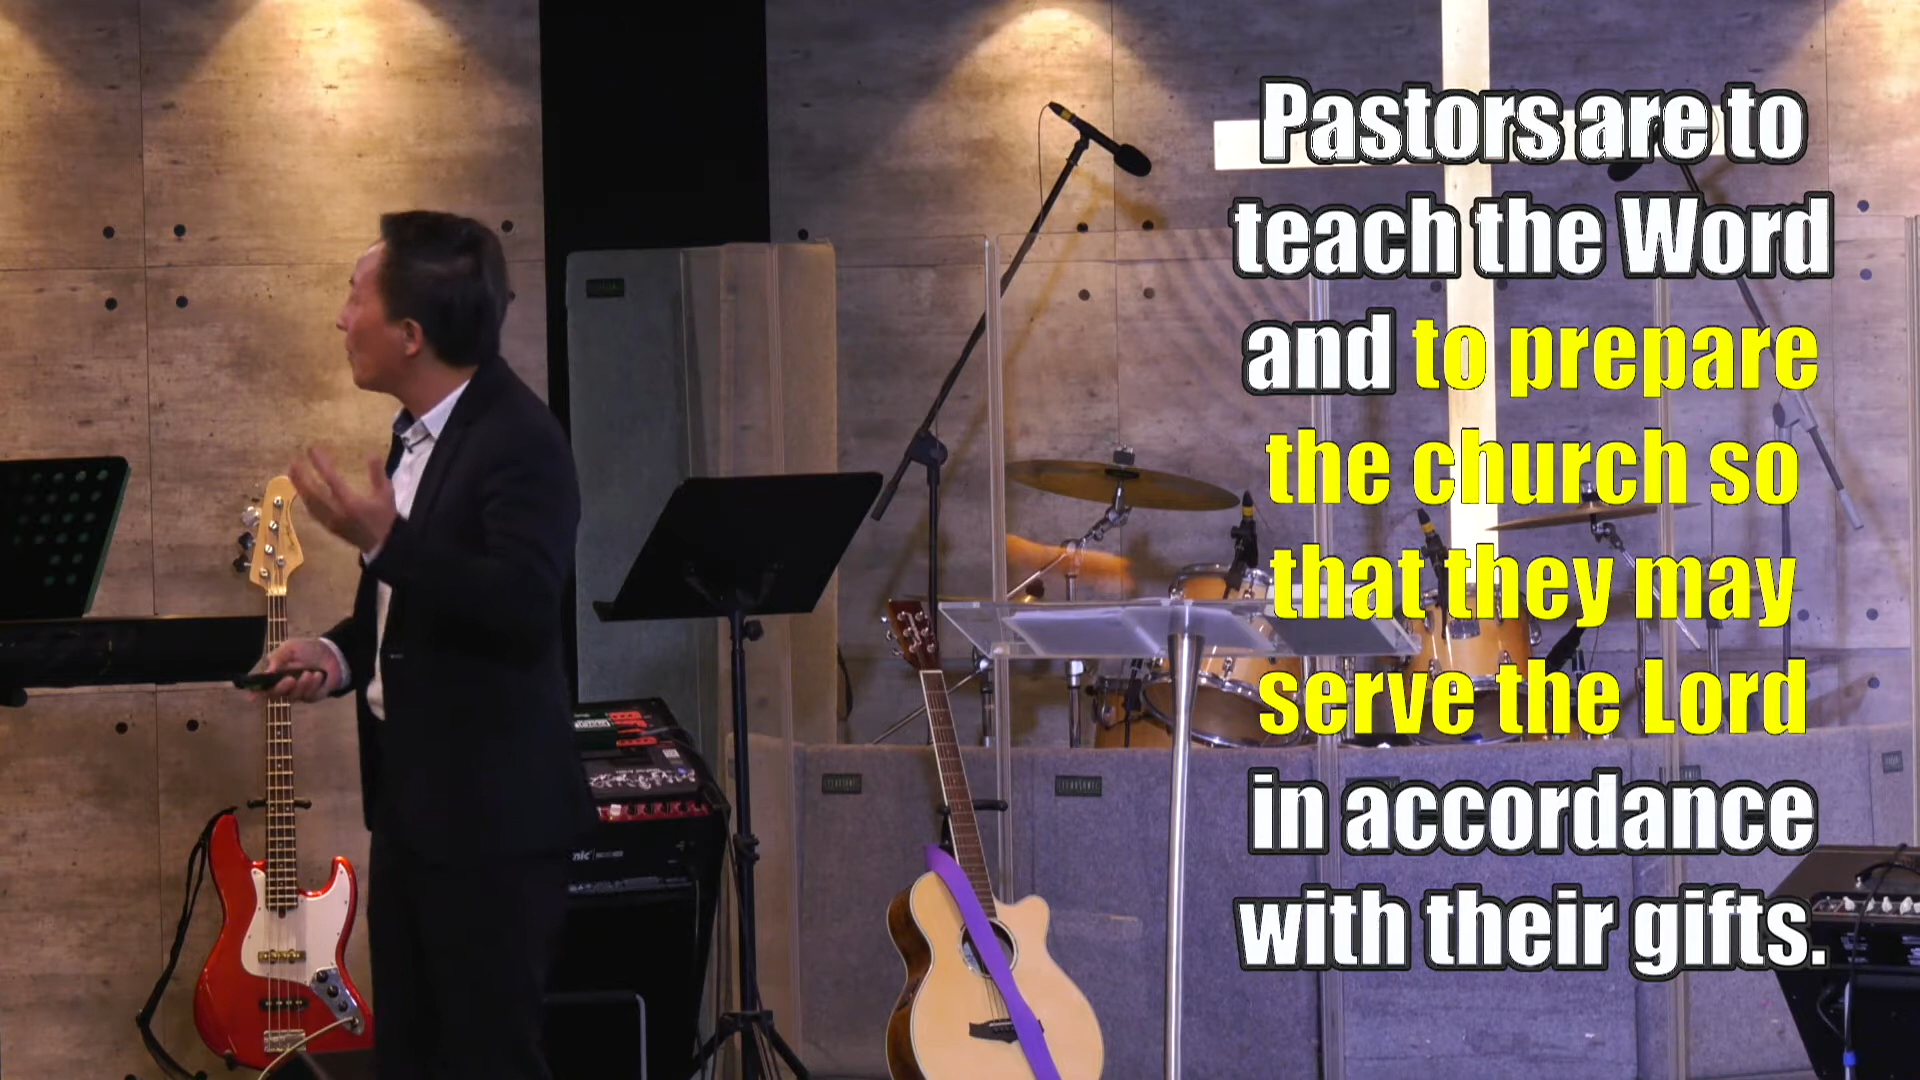 Pastors are to
teach the Word
and to prepare
the church so
that they may
serve the Lord
in accordance
with their gifts.